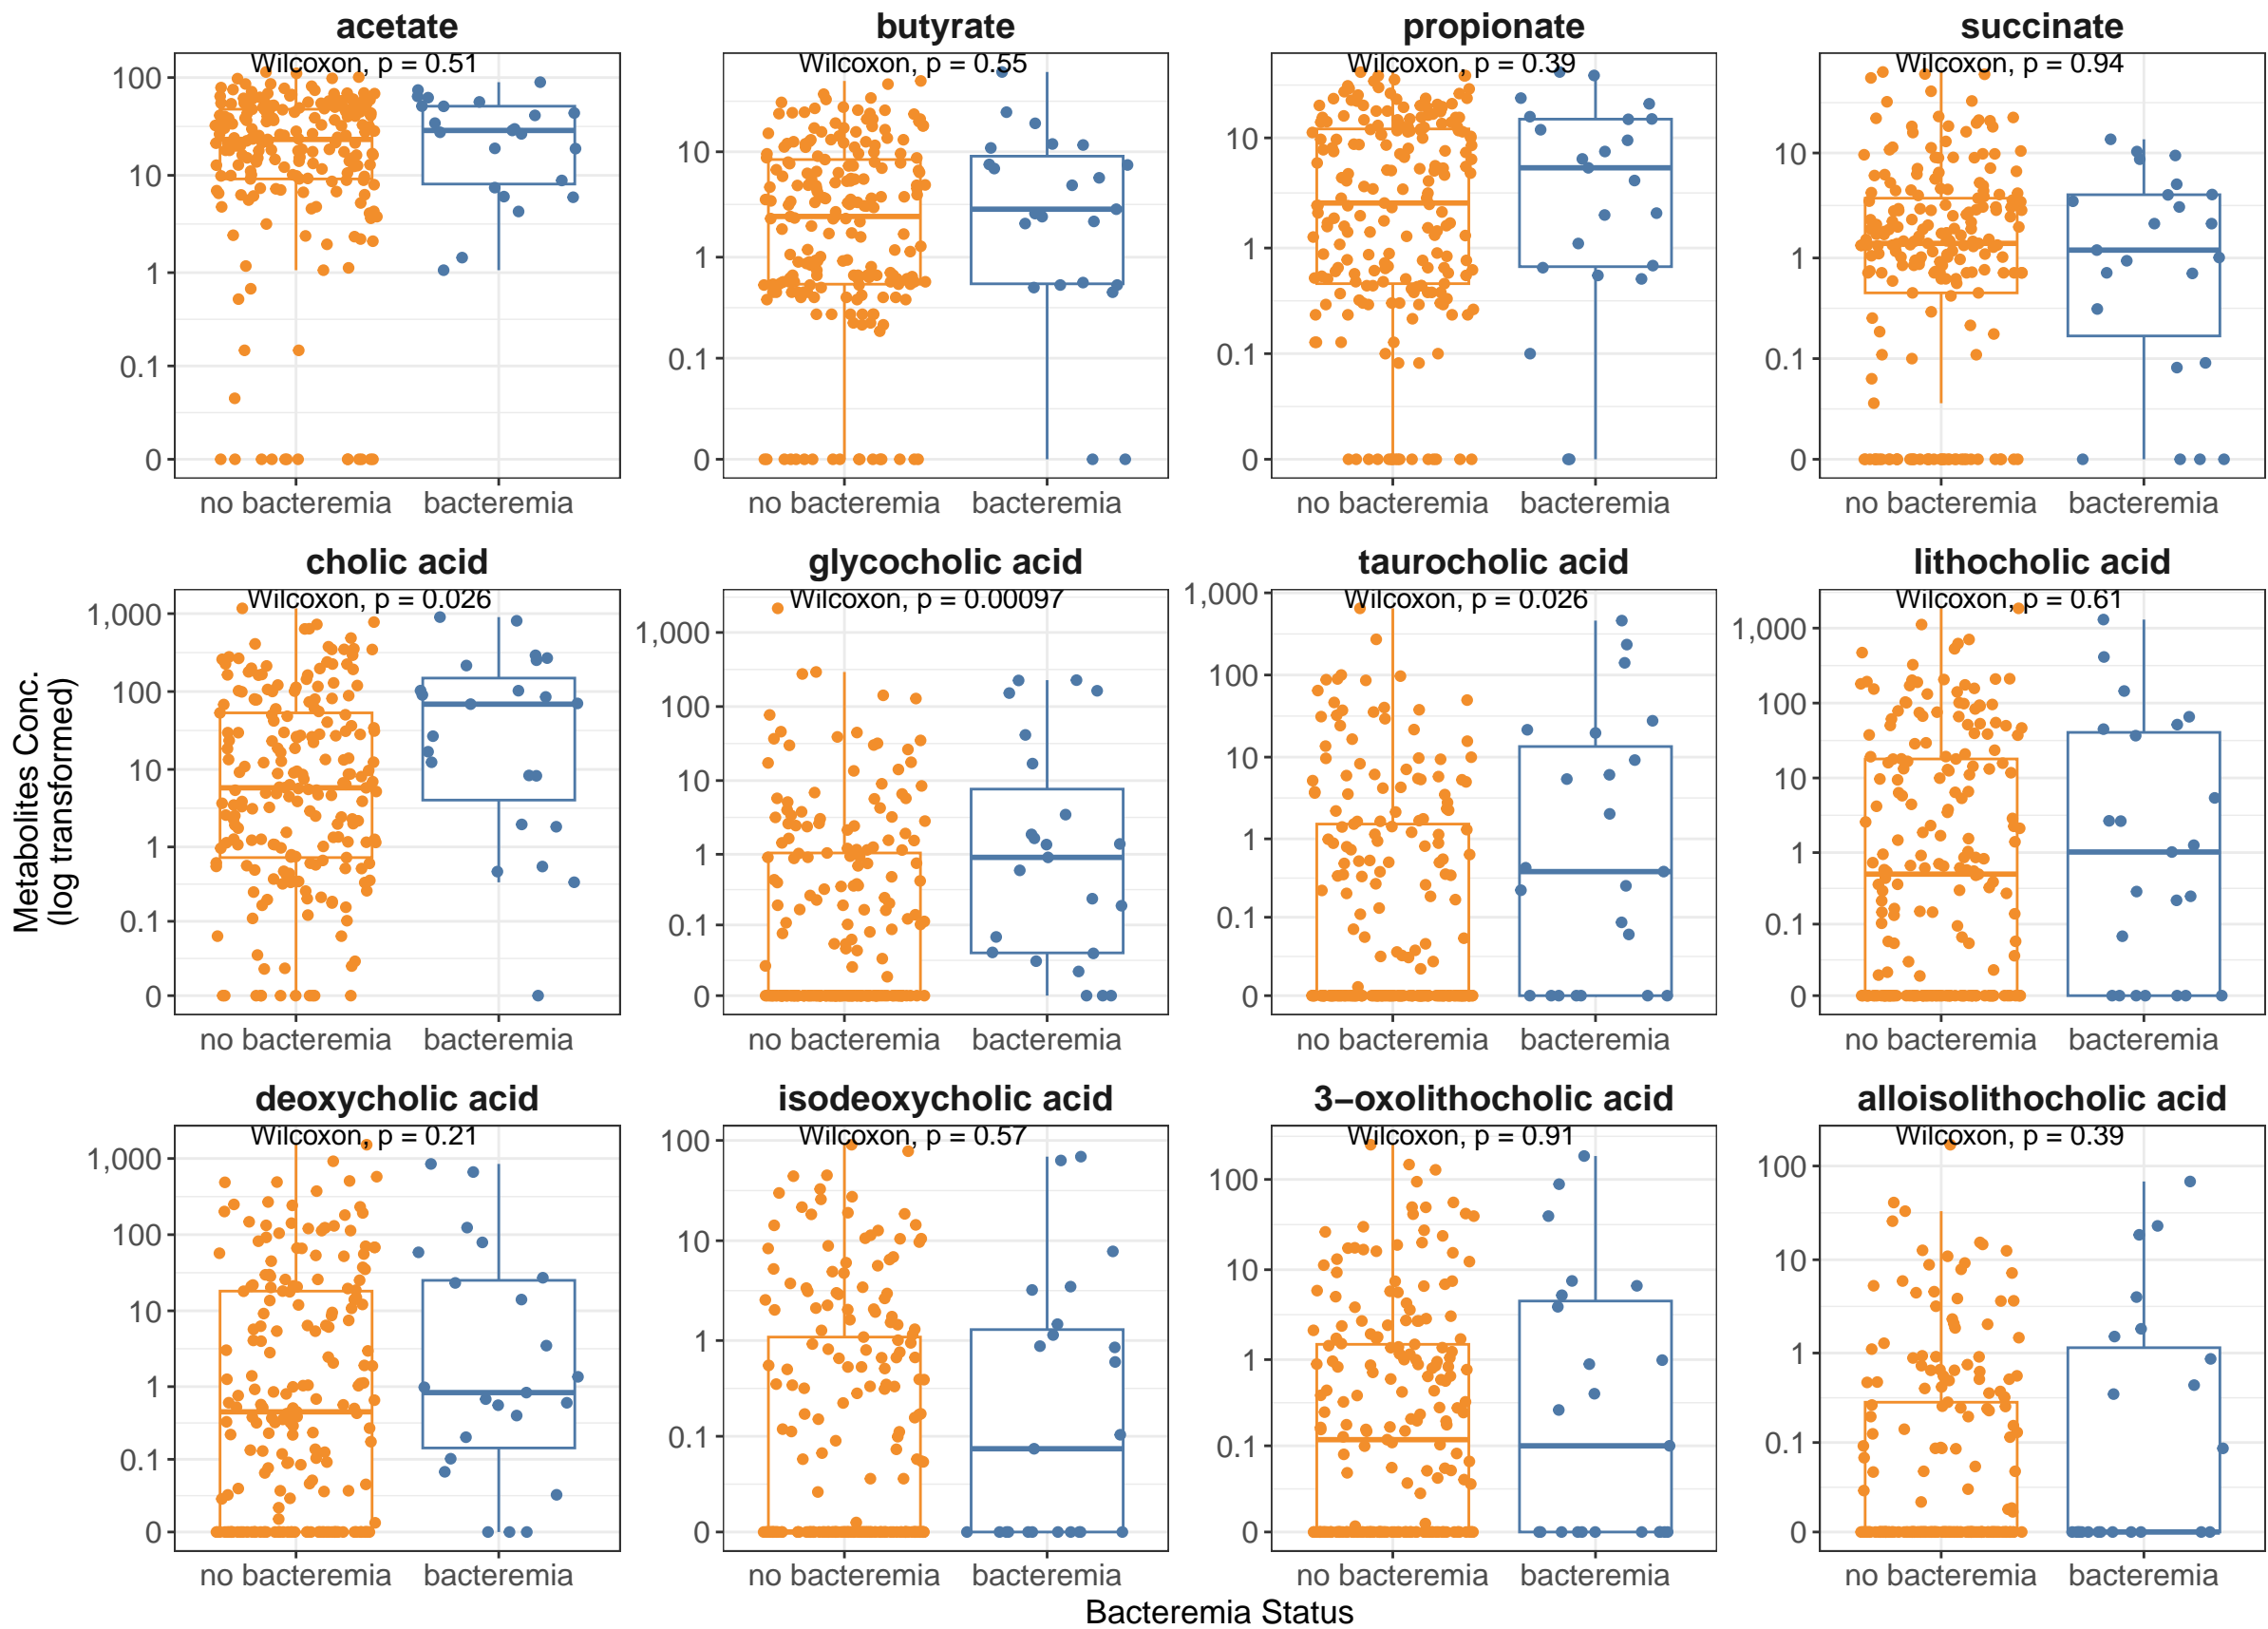 acetate
butyrate
propionate
succinate
Wilcoxon, p = 0.51
Wilcoxon, p = 0.55
Wilcoxon, p = 0.39
Wilcoxon, p = 0.94
100
10
1
0.1
0
10
1
0.1
0
10
1
0.1
0
10
1
0.1
0
no bacteremia
bacteremia
no bacteremia
bacteremia
no bacteremia
bacteremia
no bacteremia
bacteremia
cholic acid
glycocholic acid
taurocholic acid
lithocholic acid
Wilcoxon, p = 0.026
Wilcoxon, p = 0.00097
Wilcoxon, p = 0.026
Wilcoxon, p = 0.61
1,000
100
10
1
0.1
0
1,000
100
10
1
0.1
0
1,000
100
10
1
0.1
0
1,000
100
10
1
0.1
0
no bacteremia
bacteremia
no bacteremia
bacteremia
no bacteremia
bacteremia
no bacteremia
bacteremia
Metabolites Conc.
(log transformed)
deoxycholic acid
isodeoxycholic acid
3−oxolithocholic acid
alloisolithocholic acid
Wilcoxon, p = 0.21
Wilcoxon, p = 0.57
Wilcoxon, p = 0.91
Wilcoxon, p = 0.39
1,000
100
10
1
0.1
0
100
10
1
0.1
0
100
10
1
0.1
0
100
10
1
0.1
0
no bacteremia
bacteremia
no bacteremia
bacteremia
no bacteremia
bacteremia
no bacteremia
bacteremia
Bacteremia Status